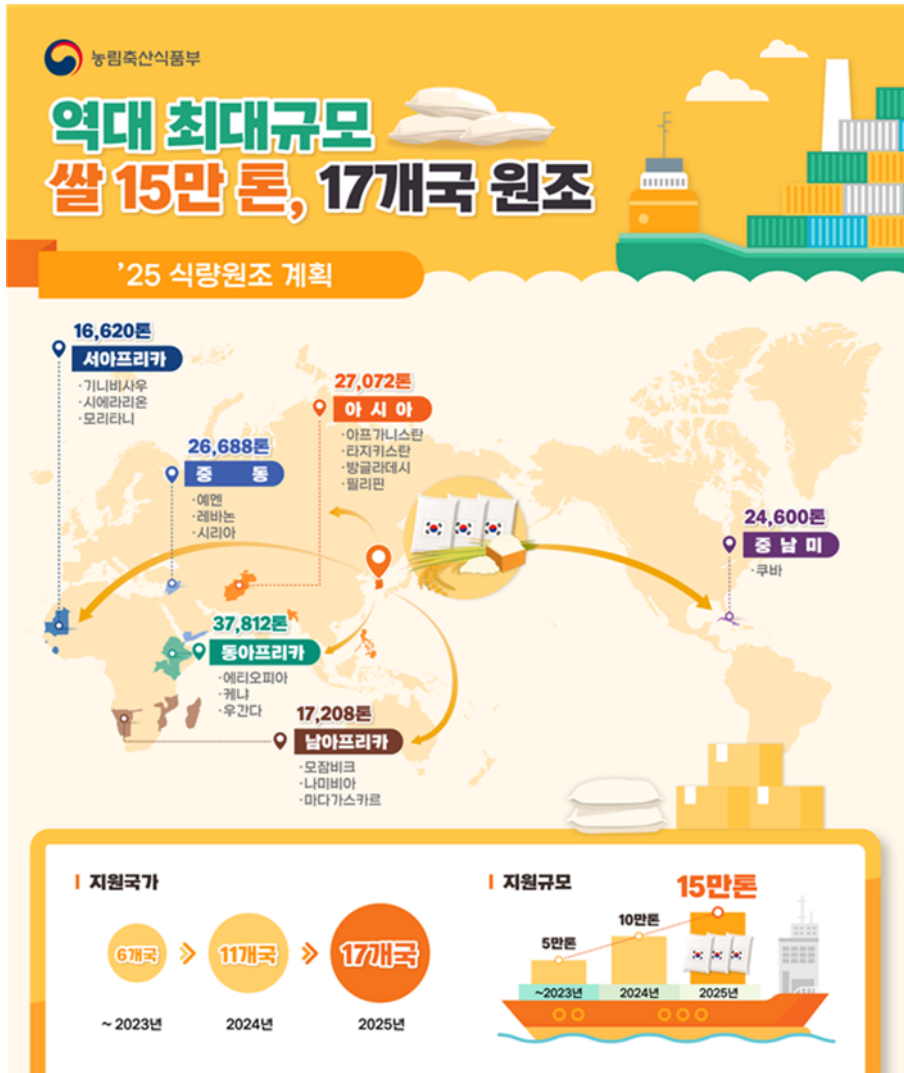 농림축산식품부
역대 최대규모
쌀 15만 톤, 17개국 원조
’25 식량원조 계획
16,620톤
서아프리카
·기니비사우
·시에라리온
·모리타니
26,688톤
중 동
·예멘
·레바논
·시리아
27,072톤
아 시 아
·아프가니스탄
·타지키스탄
·방글라데시
·필리핀
24,600톤
중 남 미
·쿠바
37,812톤
동아프리카
·에티오피아
·케냐
·우간다
17,208톤
남아프리카
·모잠비크
·나미비아
·마다가스카르
지원국가
6개국 » 11개국 » 17개국
~ 2023년 2024년 2025년
지원규모
5만톤 10만톤 15만톤
~2023년 2024년 2025년